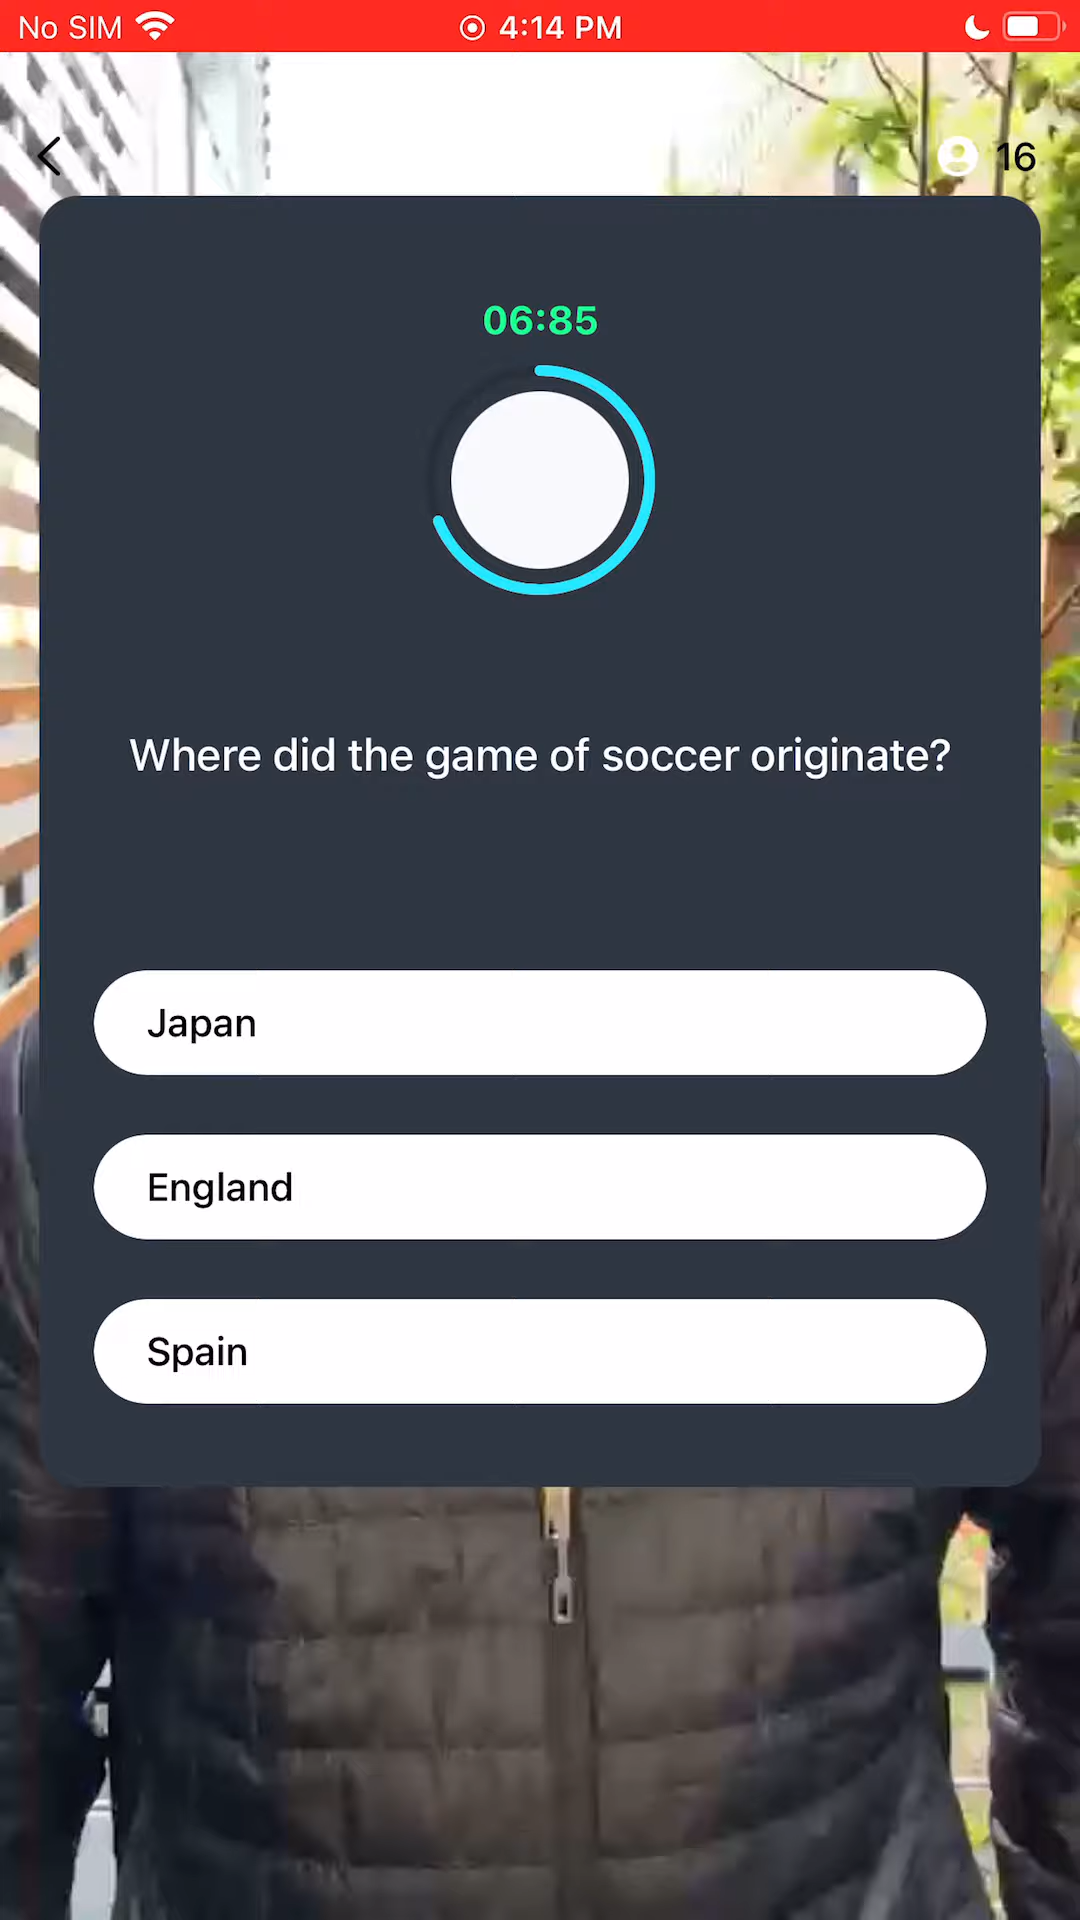 No SIM 4:14 PM
16
06:85
Where did the game of soccer originate?
Japan
England
Spain